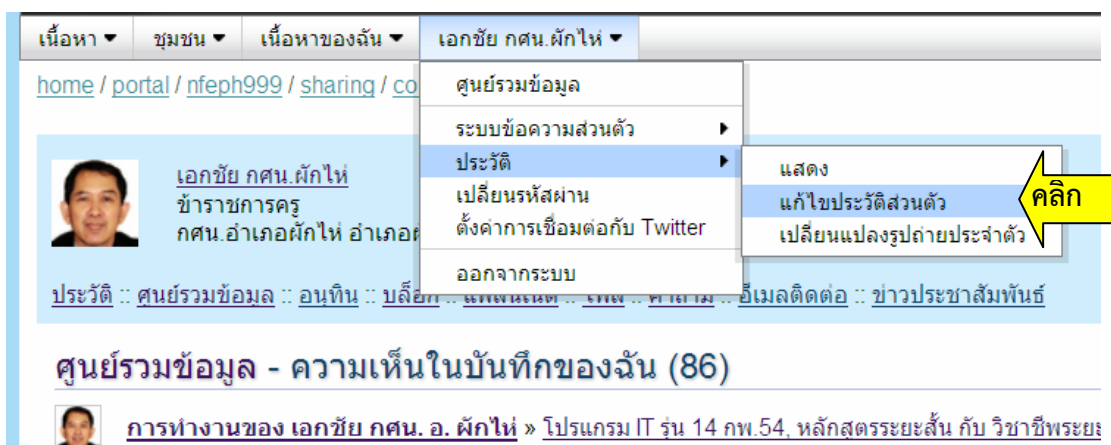 เนื้อหา ▾ ชุมชน ▾ เนื้อหาของฉัน ▾ เอกชัย กศน.ผักไห่ ▾
home / portal / nfeph999 / sharing / co
ศูนย์รวมข้อมูล
ระบบข้อความส่วนตัว
ประวัติ
เปลี่ยนรหัสผ่าน
ตั้งค่าการเชื่อมต่อกับ Twitter
ออกจากระบบ
แสดง
แก้ไขประวัติส่วนตัว
เปลี่ยนแปลงรูปถ่ายประจำตัว
คลิก
เอกชัย กศน.ผักไห่
ข้าราชการครู
กศน.อำเภอผักไห่ อำเภอ
ประวัติ :: ศูนย์รวมข้อมูล :: อนุทิน :: บล็อก :: แพลนเน็ต :: ไฟล์ :: คำถาม :: อีเมลติดต่อ :: ข่าวประชาสัมพันธ์
ศูนย์รวมข้อมูล - ความเห็นในบันทึกของฉัน (86)
การทำงานของ เอกชัย กศน. อ. ผักไห่ » โปรแกรม IT รุ่น 14 กพ.54, หลักสูตรระยะสั้น กับ วิชาชีพระยะ